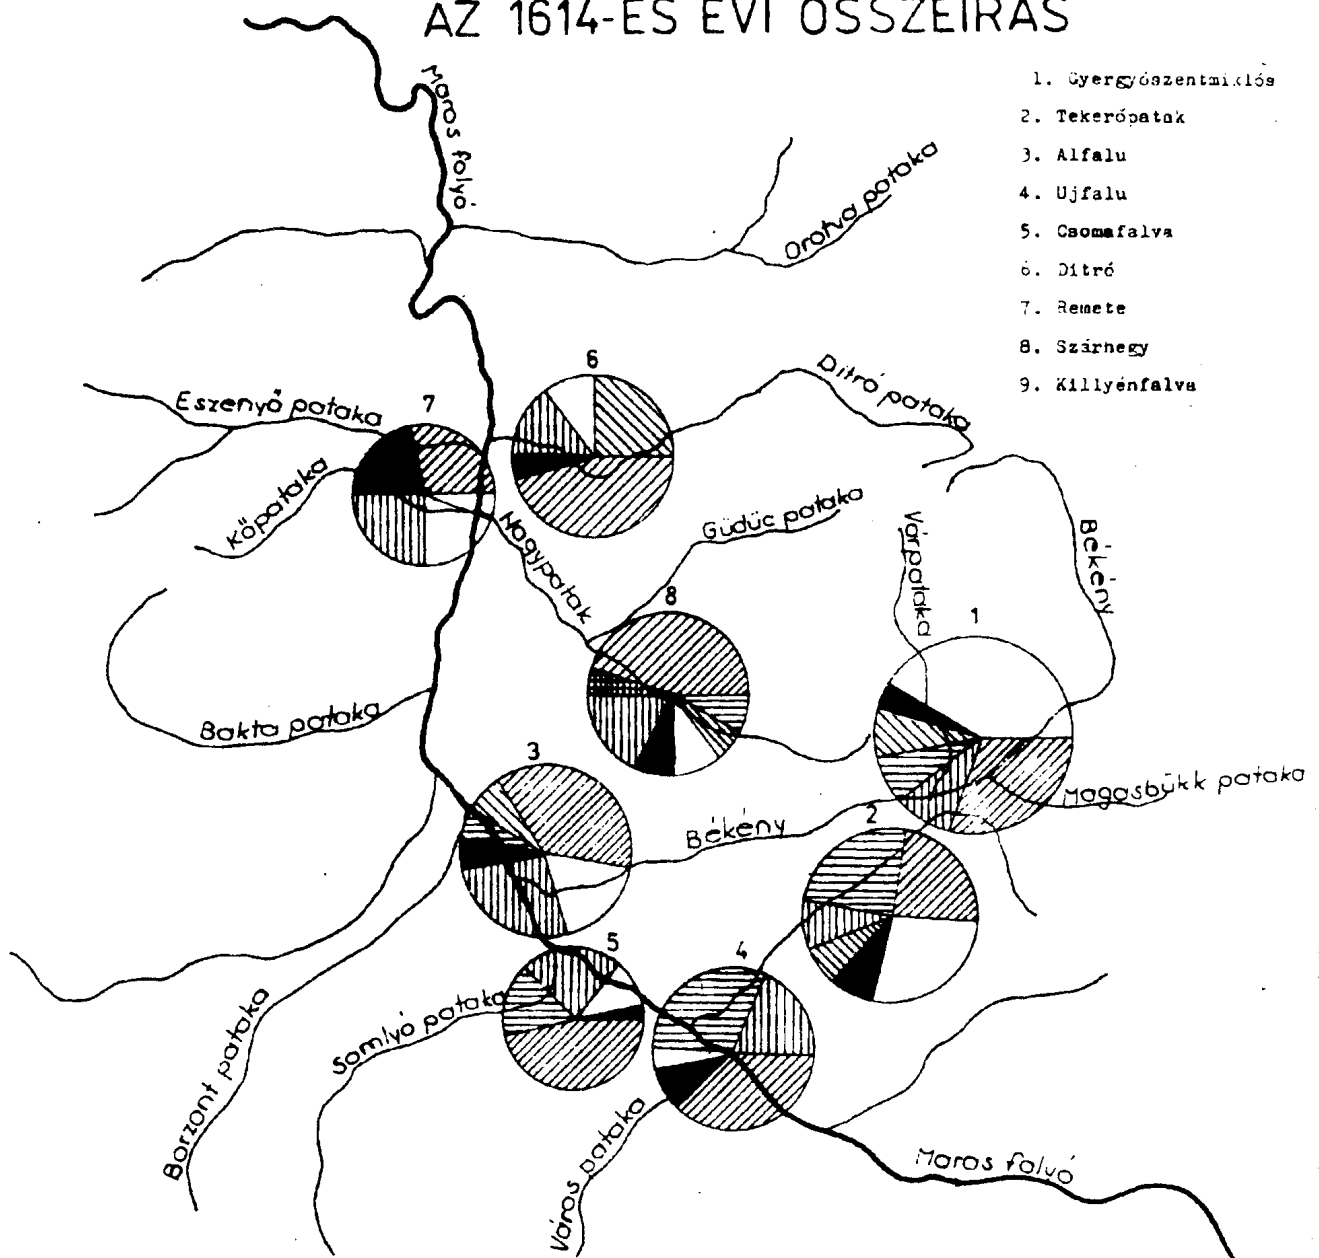 AZ 1614-ES ÉVI ÖSSZEÍRÁS
1. Gyergyószentmiklós
2. Tekerőpatak
3. Alfalu
4. Ujfalu
5. Csomafalva
6. Ditró
7. Remete
8. Szárhegy
9. Killyénfalva
Maros folyó
Orotva pataka
6
Ditró pataka
Eszenyő pataka
7
Kőpataka
Nagypatak
Güdüc pataka
Várpataka
Békény
8
1
Bakta pataka
3
Magasbükk pataka
Békény
2
5
4
Somlyó pataka
Borzont pataka
Város pataka
Maros folyó